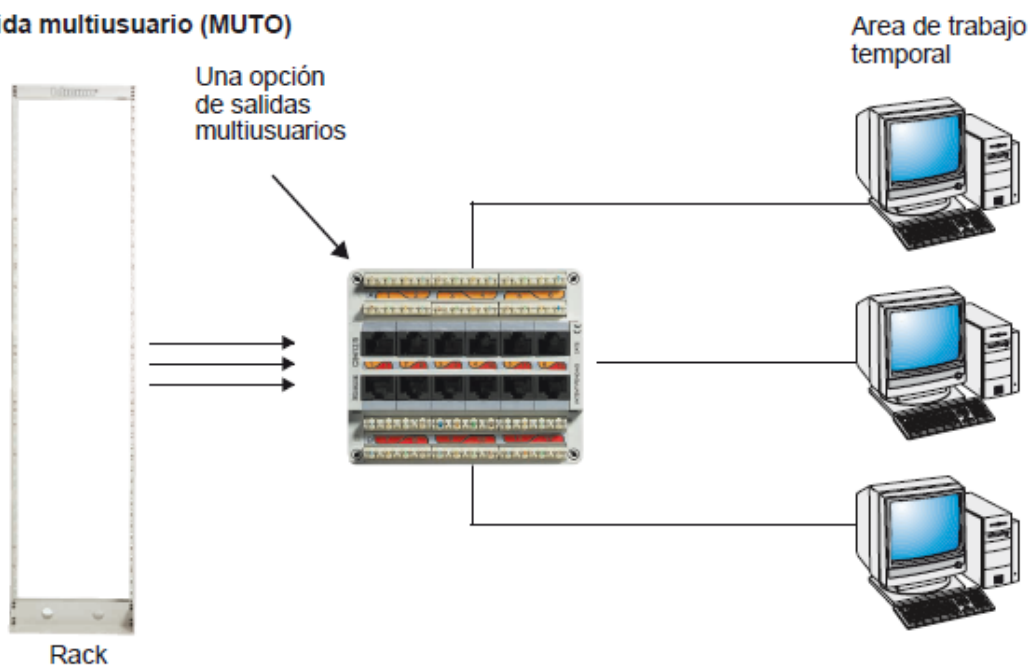 ida multiusuario (MUTO)
Area de trabajo
temporal
Una opción
de salidas
multiusuarios
Rack